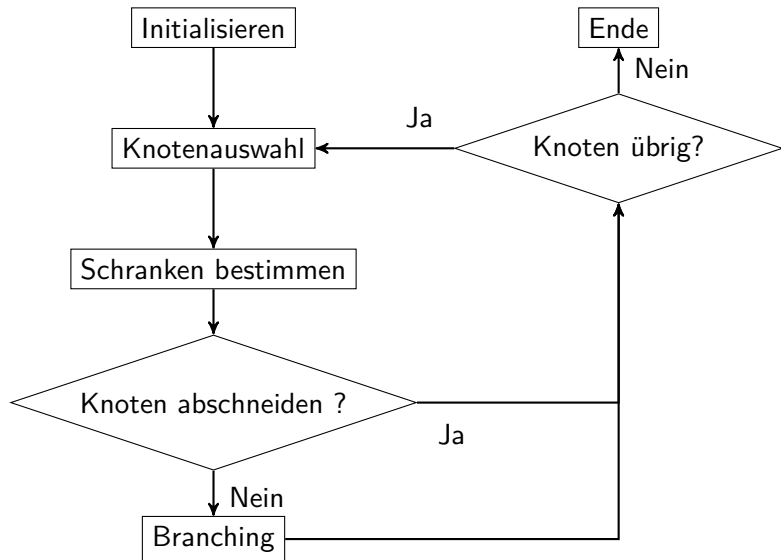 Initialisieren
Ende
Nein
Ja
Knotenauswahl
Knoten übrig?
Schranken bestimmen
Knoten abschneiden ?
Ja
Nein
Branching